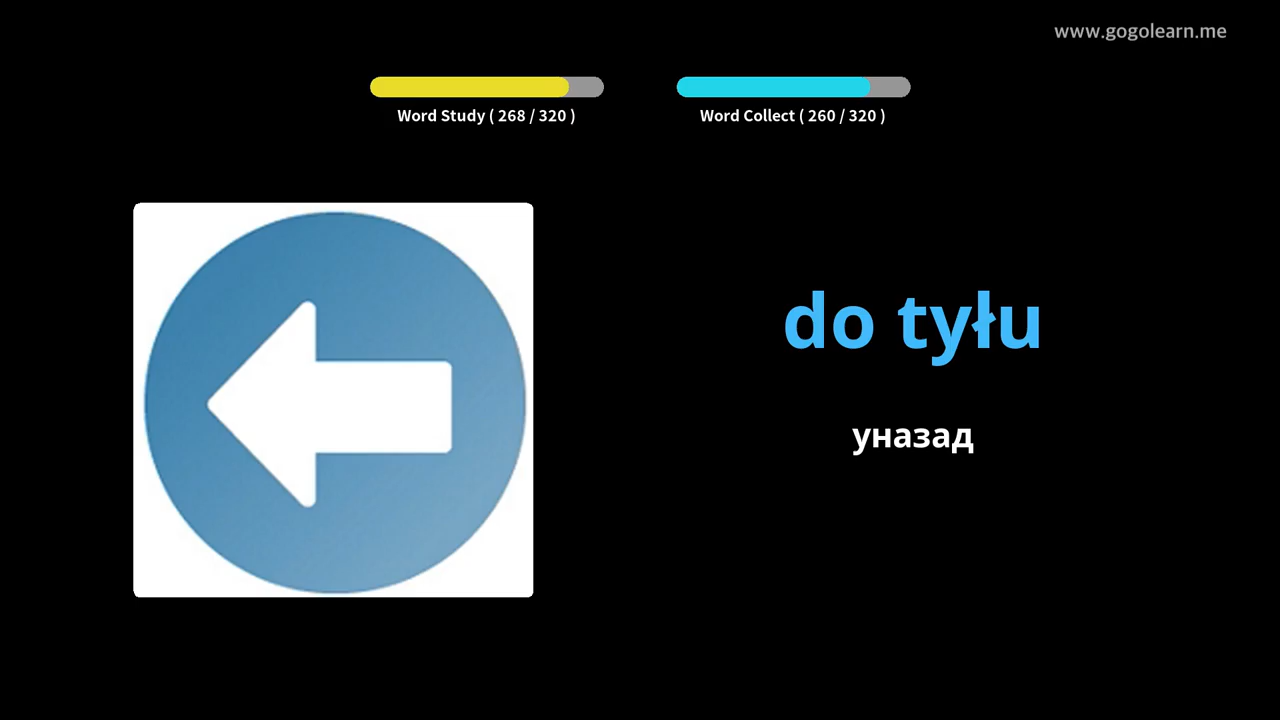 www.gogolearn.me
Word Study ( 268 / 320 )
Word Collect ( 260 / 320 )
do tyłu
уназад